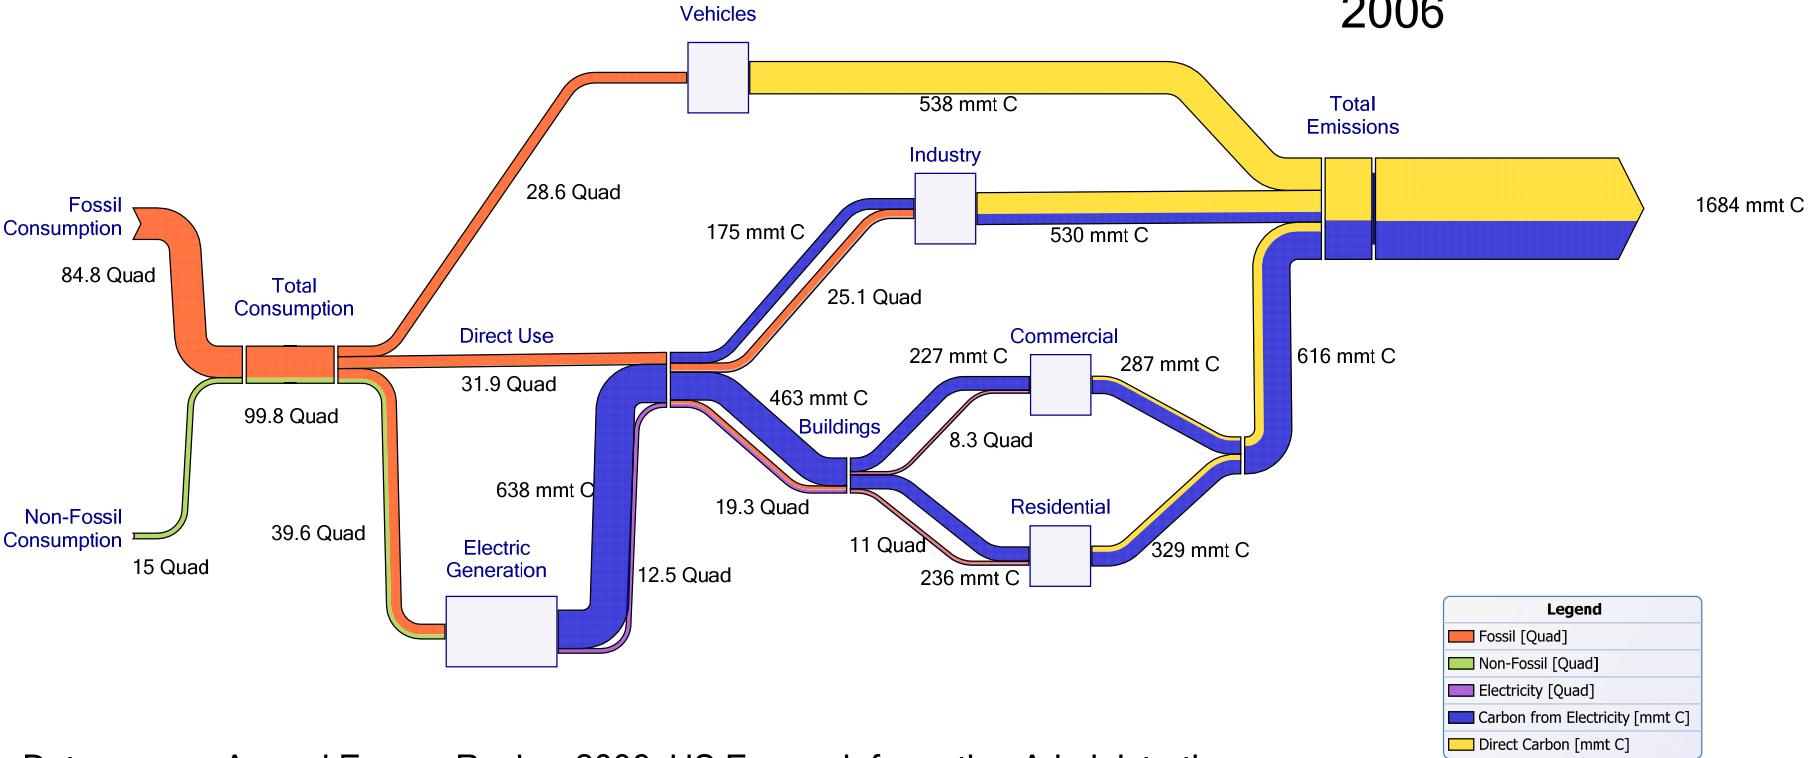 2006
Vehicles
538 mmt C
Total
Emissions
Industry
28.6 Quad
Fossil
Consumption
1684 mmt C
175 mmt C
530 mmt C
84.8 Quad
Total
Consumption
25.1 Quad
Direct Use
Commercial
31.9 Quad
227 mmt C
287 mmt C
616 mmt C
99.8 Quad
463 mmt C
Buildings
8.3 Quad
638 mmt C
19.3 Quad
Residential
Non-Fossil
Consumption
39.6 Quad
Electric
Generation
11 Quad
329 mmt C
15 Quad
12.5 Quad
236 mmt C
Legend
Fossil [Quad]
Non-Fossil [Quad]
Electricity [Quad]
Carbon from Electricity [mmt C]
Direct Carbon [mmt C]